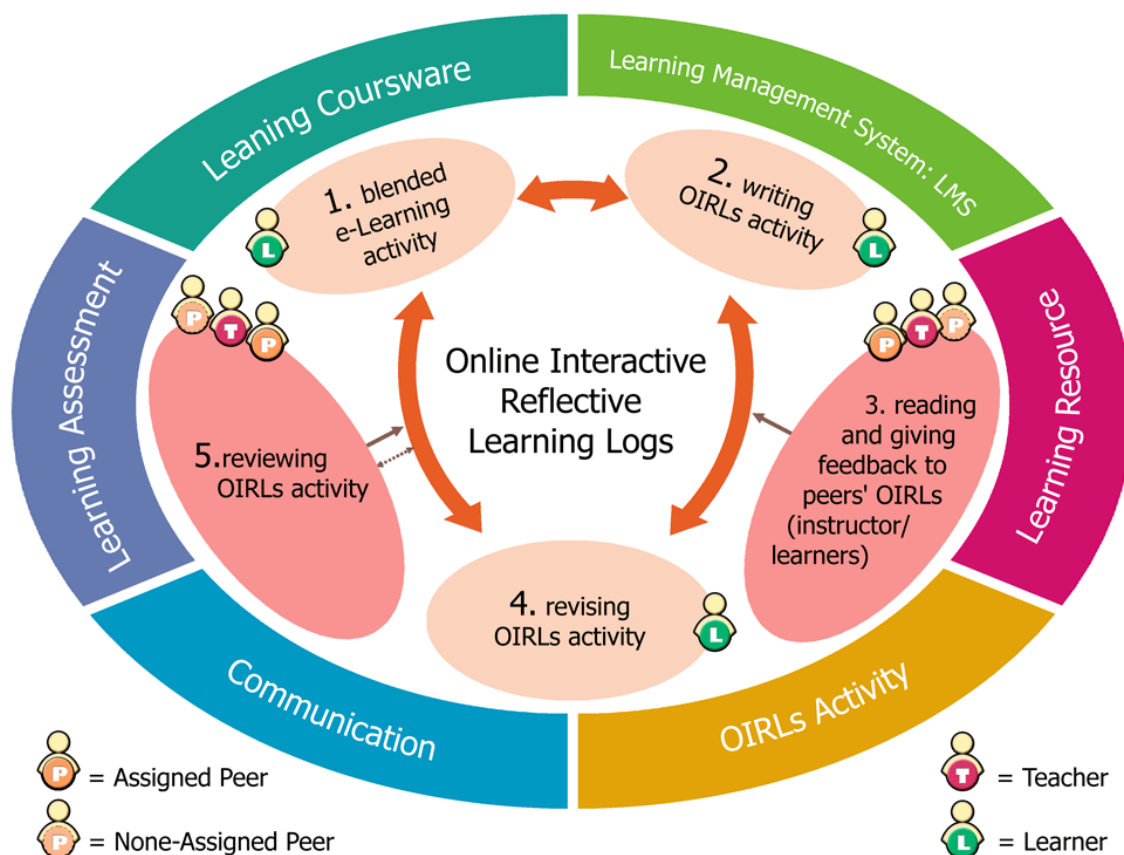 Leaning Coursware
Learning Management System: LMS
Learning Resource
OIRLs Activity
Communication
Learning Assessment
1. blended
e-Learning
activity
L
2. writing
OIRLs activity
L
P
T
P
P
T
P
Online Interactive
Reflective
Learning Logs
3. reading
and giving
feedback to
peers' OIRLs
(instructor/
learners)
5.reviewing
OIRLs activity
4. revising
OIRLs activity
L
P = Assigned Peer
P = None-Assigned Peer
T = Teacher
L = Learner